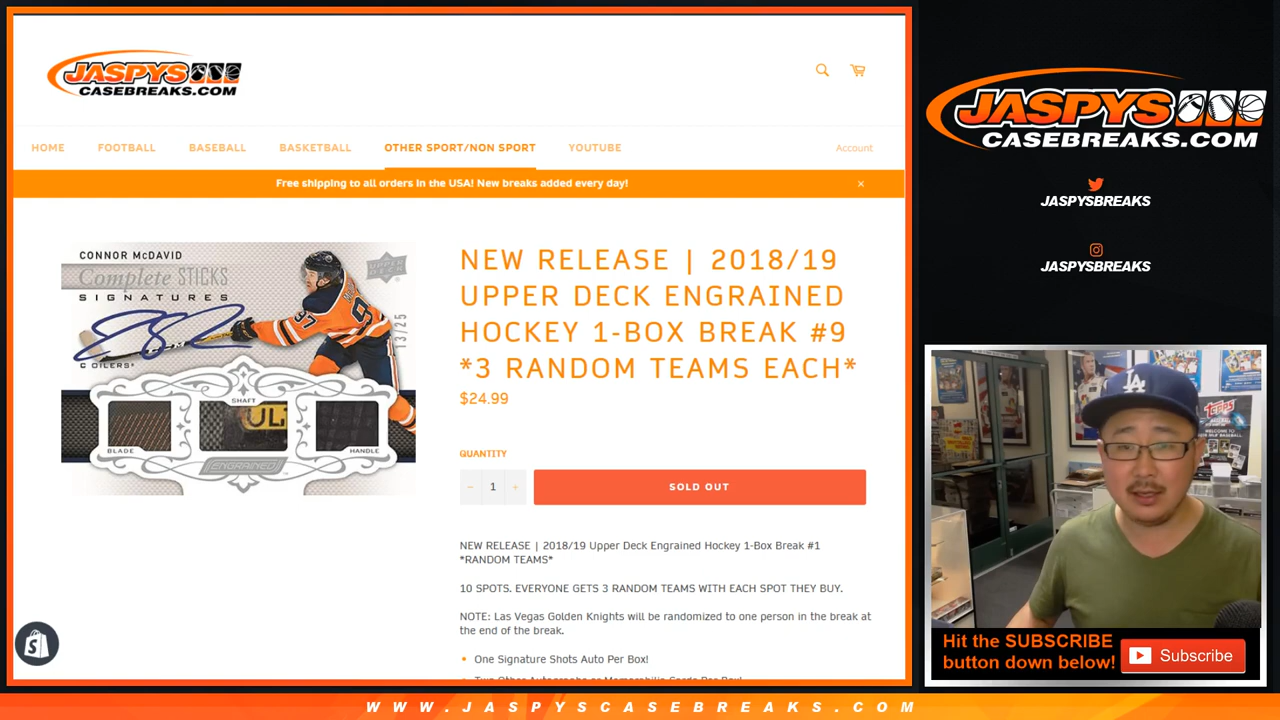 JASPYS
CASEBREAKS.COM
HOME FOOTBALL BASEBALL BASKETBALL OTHER SPORT/NON SPORT YOUTUBE Account
Free shipping to all orders in the USA! New breaks added every day! ×
CONNOR McDAVID
Complete STICKS
SIGNATURES
UPPER DECK
97
13/25
C OILERS*
SHAFT
BLADE
HANDLE
ENGRAINED
NEW RELEASE | 2018/19
UPPER DECK ENGRAINED
HOCKEY 1-BOX BREAK #9
*3 RANDOM TEAMS EACH*
$24.99
QUANTITY
− 1 +
SOLD OUT
NEW RELEASE | 2018/19 Upper Deck Engrained Hockey 1-Box Break #1
*RANDOM TEAMS*
10 SPOTS. EVERYONE GETS 3 RANDOM TEAMS WITH EACH SPOT THEY BUY.
NOTE: Las Vegas Golden Knights will be randomized to one person in the break at
the end of the break.
• One Signature Shots Auto Per Box!
JASPYS
CASEBREAKS.COM
JASPYSBREAKS
JASPYSBREAKS
LA
Topps
Hit the SUBSCRIBE
button down below!
Subscribe
WWW.JASPYSCASEBREAKS.COM